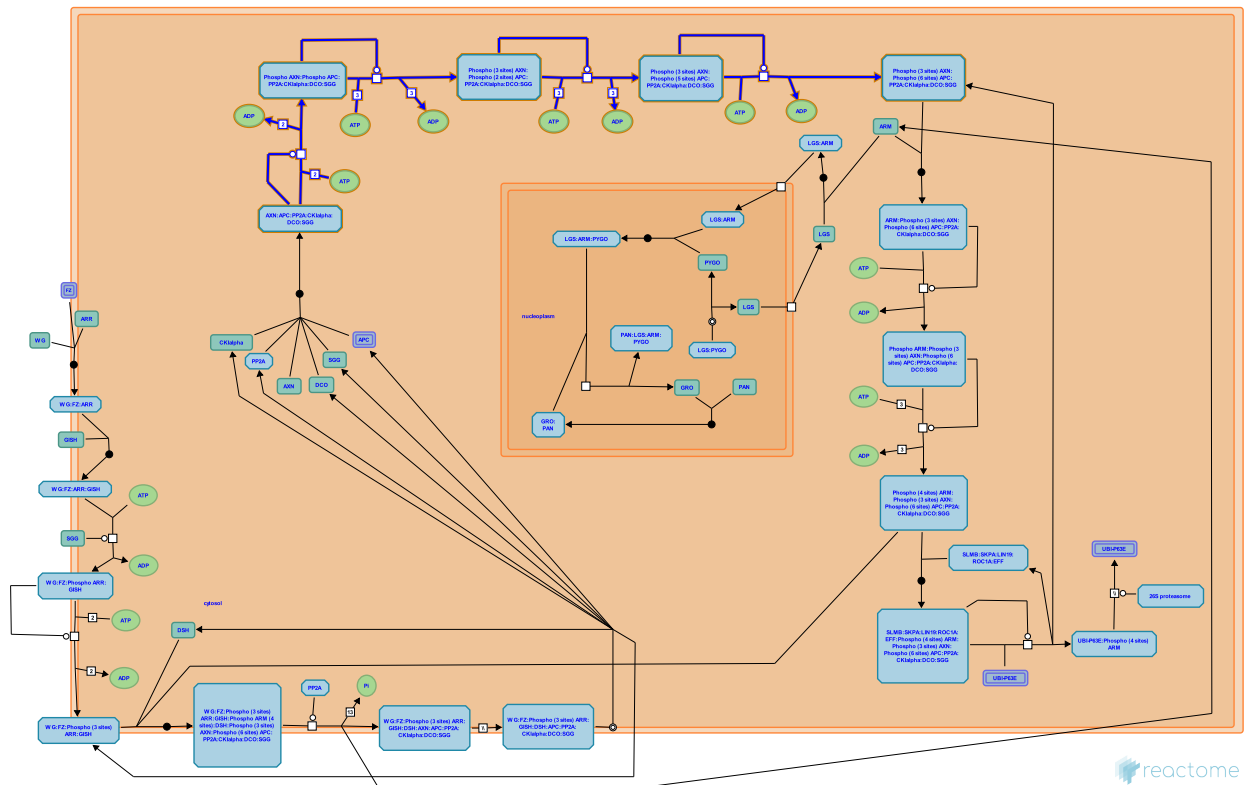 Phospho AXN:Phospho APC:
PP2A:CKIalpha:DCO:SGG
Phospho (3 sites) AXN:
Phospho (2 sites) APC:
PP2A:CKIalpha:DCO:SGG
Phospho (3 sites) AXN:
Phospho (5 sites) APC:
PP2A:CKIalpha:DCO:SGG
Phospho (3 sites) AXN:
Phospho (6 sites) APC:
PP2A:CKIalpha:DCO:SGG
3
3
3
3
ADP
2
ATP
ADP
ATP
ADP
ATP
ADP
ARM
LGS:ARM
2
ATP
AXN:APC:PP2A:CKIalpha:
DCO:SGG
LGS:ARM
LGS:ARM:PYGO
LGS
ARM:Phospho (3 sites) AXN:
Phospho (6 sites) APC:PP2A:
CKIalpha:DCO:SGG
PYGO
ATP
FZ
LGS
ADP
nucleoplasm
ARR
WG
CKIalpha
PP2A
AXN
DCO
SGG
APC
PAN:LGS:ARM:
PYGO
LGS:PYGO
Phospho ARM:Phospho (3
sites) AXN:Phospho (6
sites) APC:PP2A:CKIalpha:
DCO:SGG
GRO
PAN
ATP
3
WG:FZ:ARR
GRO:
PAN
GISH
ADP
3
WG:FZ:ARR:GISH
ATP
Phospho (4 sites) ARM:
Phospho (3 sites) AXN:
Phospho (6 sites) APC:PP2A:
CKIalpha:DCO:SGG
SGG
ADP
SLMB:SKPA:LIN19:
ROC1A:EFF
UBI-P63E
WG:FZ:Phospho ARR:
GISH
26S proteasome
cytosol
2
ATP
DSH
SLMB:SKPA:LIN19:ROC1A:
EFF:Phospho (4 sites) ARM:
Phospho (3 sites) AXN:
Phospho (6 sites) APC:PP2A:
CKIalpha:DCO:SGG
UBI-P63E:Phospho (4 sites)
ARM
2
ADP
UBI-P63E
PP2A
PI
13
WG:FZ:Phospho (3 sites)
ARR:GISH
WG:FZ:Phospho (3 sites)
ARR:GISH:Phospho ARM (4
sites):DSH:Phospho (3 sites)
AXN:Phospho (6 sites) APC:
PP2A:CKIalpha:DCO:SGG
WG:FZ:Phospho (3 sites) ARR:
GISH:DSH:AXN:APC:PP2A:
CKIalpha:DCO:SGG
WG:FZ:Phospho (3 sites) ARR:
GISH:DSH:APC:PP2A:
CKIalpha:DCO:SGG
reactome